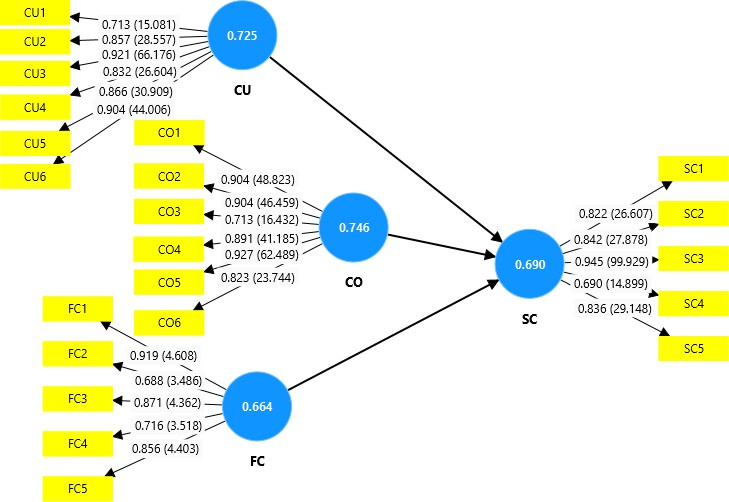 CU1
CU2
CU3
CU4
CU5
CU6
0.713 (15.081)
0.857 (28.557)
0.921 (66.176)
0.832 (26.604)
0.866 (30.909)
0.904 (44.006)
0.725
CU
CO1
CO2
CO3
CO4
CO5
CO6
0.904 (48.823)
0.904 (46.459)
0.713 (16.432)
0.891 (41.185)
0.927 (62.489)
0.823 (23.744)
0.746
CO
FC1
FC2
FC3
FC4
FC5
0.919 (4.608)
0.688 (3.486)
0.871 (4.362)
0.716 (3.518)
0.856 (4.403)
0.664
FC
0.690
SC
0.822 (26.607)
0.842 (27.878)
0.945 (99.929)
0.690 (14.899)
0.836 (29.148)
SC1
SC2
SC3
SC4
SC5